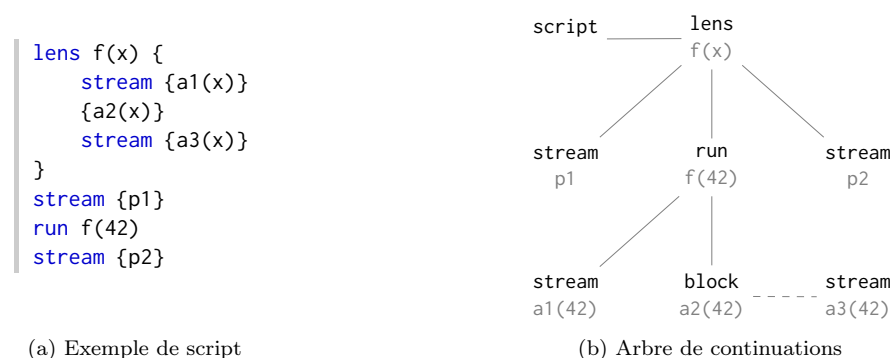 lens f(x) {
    stream {a1(x)}
    {a2(x)}
    stream {a3(x)}
}
stream {p1}
run f(42)
stream {p2}
(a) Exemple de script
script lens
f(x)
stream run stream
p1 f(42) p2
stream block stream
a1(42) a2(42) a3(42)
(b) Arbre de continuations